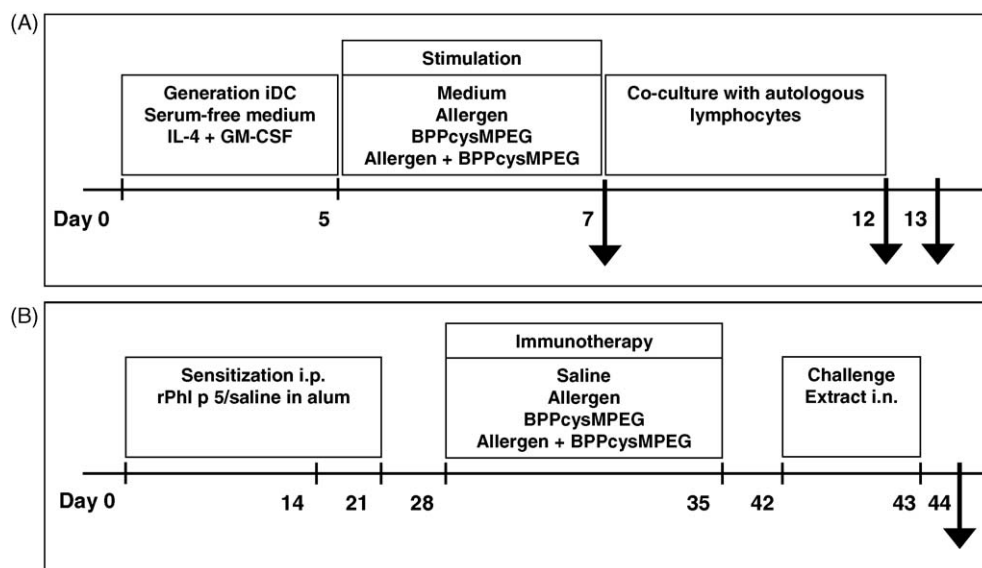 (A)
Generation iDC
Serum-free medium
IL-4 + GM-CSF
Stimulation
Medium
Allergen
BPPcysMPEG
Allergen + BPPcysMPEG
Co-culture with autologous
lymphocytes
Day 0 5 7 12 13
(B)
Sensitization i.p.
rPhl p 5/saline in alum
Immunotherapy
Saline
Allergen
BPPcysMPEG
Allergen + BPPcysMPEG
Challenge
Extract i.n.
Day 0 14 21 28 35 42 43 44